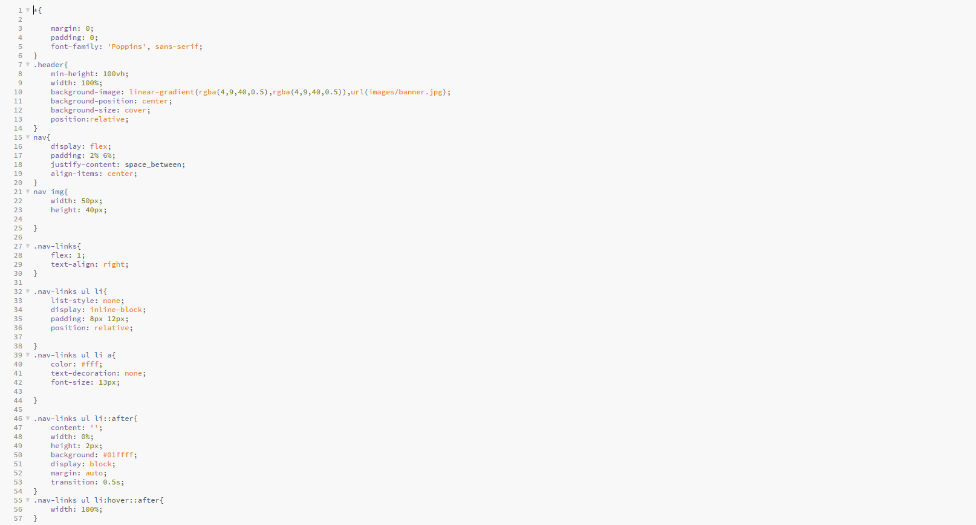 1 *{
2
3 margin: 0;
4 padding: 0;
5 font-family: 'Poppins', sans-serif;
6 }
7 .header{
8 min-height: 100vh;
9 width: 100%;
10 background-image: linear-gradient(rgba(4,9,40,0.5),rgba(4,9,40,0.5)),url(images/banner.jpg);
11 background-position: center;
12 background-size: cover;
13 position:relative;
14 }
15 nav{
16 display: flex;
17 padding: 2% 6%;
18 justify-content: space_between;
19 align-items: center;
20 }
21 nav img{
22 width: 50px;
23 height: 40px;
24
25 }
26
27 .nav-links{
28 flex: 1;
29 text-align: right;
30 }
31
32 .nav-links ul li{
33 list-style: none;
34 display: inline-block;
35 padding: 8px 12px;
36 position: relative;
37
38 }
39 .nav-links ul li a{
40 color: #fff;
41 text-decoration: none;
42 font-size: 13px;
43
44 }
45
46 .nav-links ul li::after{
47 content: '';
48 width: 0%;
49 height: 2px;
50 background: #01ffff;
51 display: block;
52 margin: auto;
53 transition: 0.5s;
54 }
55 .nav-links ul li:hover::after{
56 width: 100%;
57 }